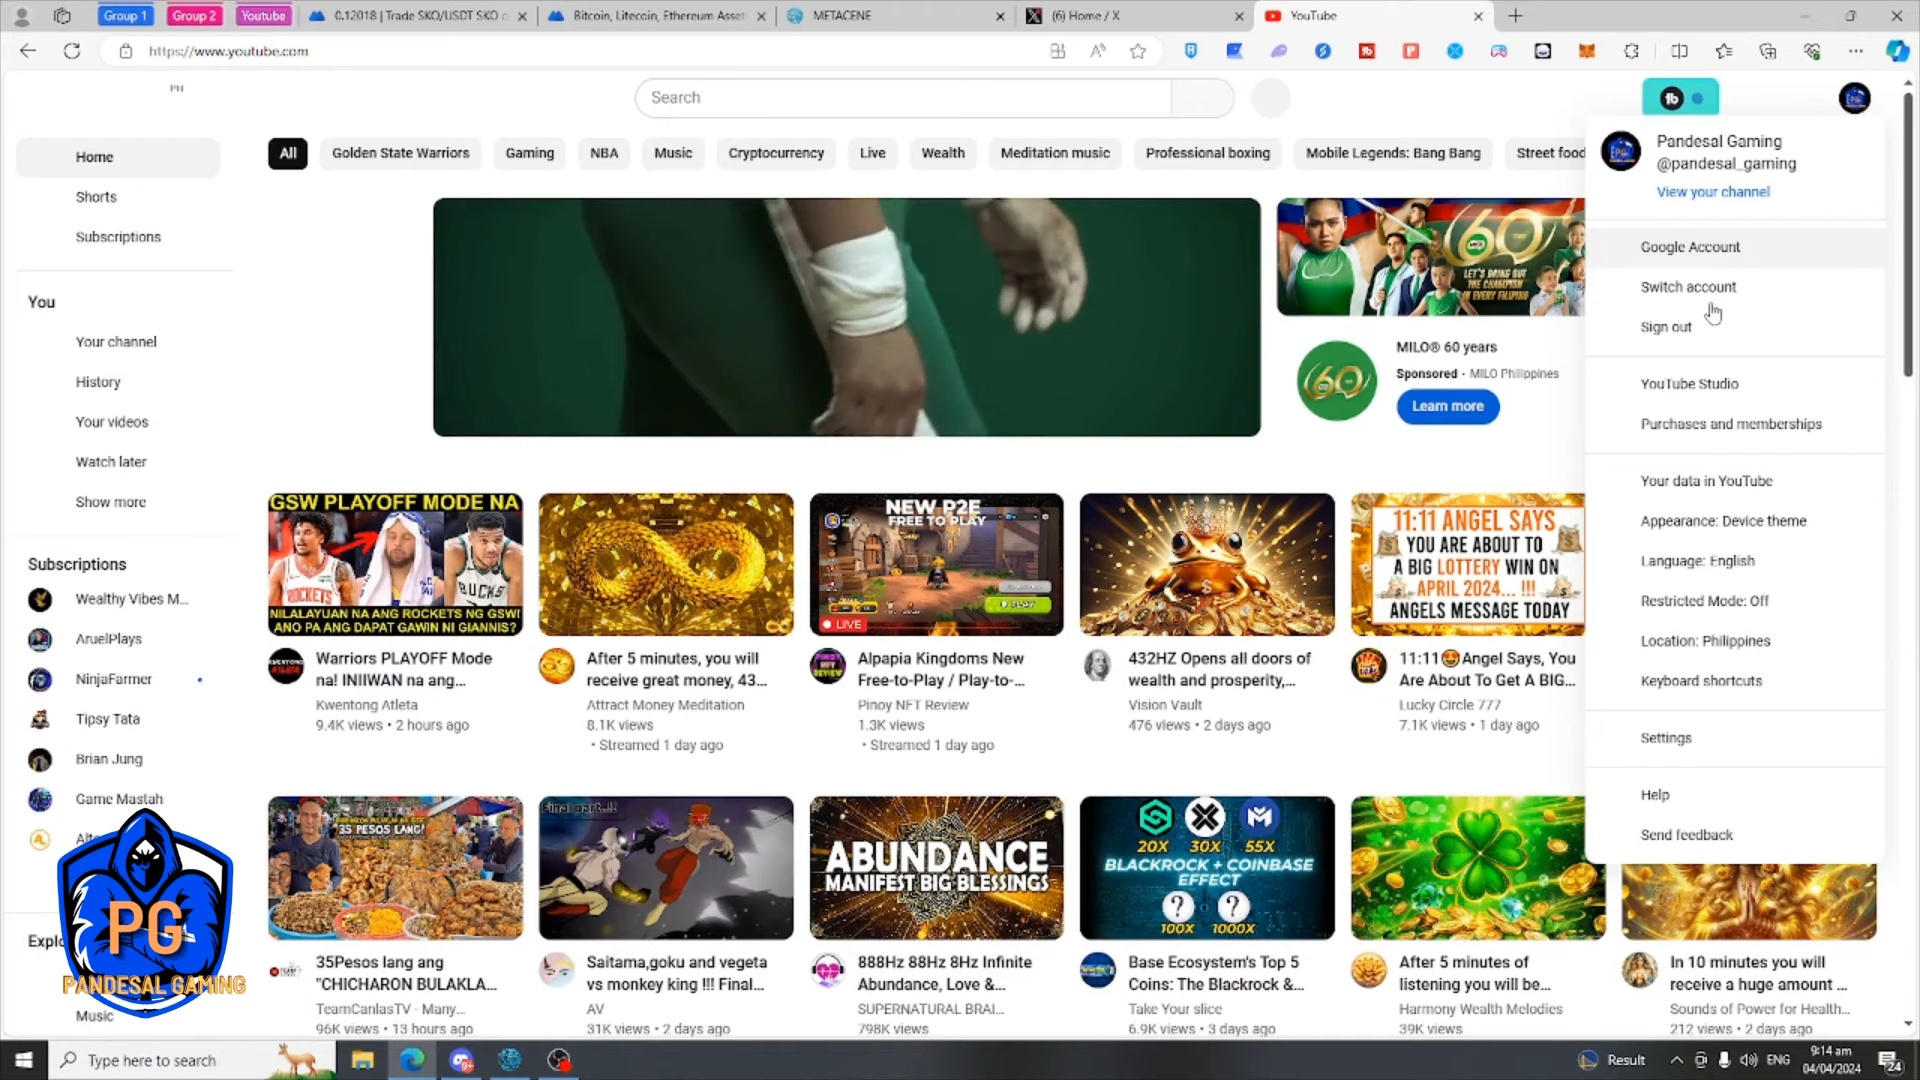 Group 1
Group 2
Youtube
0.12018 | Trade SKO/USDT SKO
Bitcoin, Litecoin, Ethereum Asset
METACENE
(6) Home / X
YouTube
https://www.youtube.com
PH
Search
Home
Shorts
Subscriptions
You
Your channel
History
Your videos
Watch later
Show more
Subscriptions
Wealthy Vibes M...
AruelPlays
NinjaFarmer
Tipsy Tata
Brian Jung
Game Mastah
Music
PG
PANDESAL GAMING
All
Golden State Warriors
Gaming
NBA
Music
Cryptocurrency
Live
Wealth
Meditation music
Professional boxing
Mobile Legends: Bang Bang
Street food
60
LET'S BRING OUT
THE CHAMPION
IN EVERY FILIPINO
60
MILO® 60 years
Sponsored · MILO Philippines
Learn more
GSW PLAYOFF MODE NA
ROCKETS
BUCKS
NILALAYUAN NA ANG ROCKETS NG GSW!
ANO PA ANG DAPAT GAWIN NI GIANNIS?
Warriors PLAYOFF Mode
na! INIIWAN na ang...
Kwentong Atleta
9.4K views • 2 hours ago
After 5 minutes, you will
receive great money, 43...
Attract Money Meditation
8.1K views
• Streamed 1 day ago
NEW P2E
FREE TO PLAY
PLAY
LIVE
Alpapia Kingdoms New
Free-to-Play / Play-to-...
Pinoy NFT Review
1.3K views
• Streamed 1 day ago
432HZ Opens all doors of
wealth and prosperity,...
Vision Vault
476 views • 2 days ago
11:11 ANGEL SAYS
YOU ARE ABOUT TO
A BIG LOTTERY WIN ON
APRIL 2024... !!!
ANGELS MESSAGE TODAY
11:11🤩Angel Says, You
Are About To Get A BIG...
Lucky Circle 777
7.1K views • 1 day ago
35 PESOS LANG!
35Pesos lang ang
"CHICHARON BULAKLA...
TeamCanlasTV - Many...
96K views • 13 hours ago
Final part..!!
Saitama,goku and vegeta
vs monkey king !!! Final...
AV
31K views • 2 days ago
ABUNDANCE
MANIFEST BIG BLESSINGS
888Hz 88Hz 8Hz Infinite
Abundance, Love &...
SUPERNATURAL BRAI...
798K views
20X 30X 55X
BLACKROCK + COINBASE
EFFECT
? ?
100X 1000X
Base Ecosystem's Top 5
Coins: The Blackrock &...
Take Your slice
6.9K views • 3 days ago
After 5 minutes of
listening you will be...
Harmony Wealth Melodies
39K views
In 10 minutes you will
receive a huge amount ...
Sounds of Power for Health...
212 views • 2 days ago
Pandesal Gaming
@pandesal_gaming
View your channel
Google Account
Switch account
Sign out
YouTube Studio
Purchases and memberships
Your data in YouTube
Appearance: Device theme
Language: English
Restricted Mode: Off
Location: Philippines
Keyboard shortcuts
Settings
Help
Send feedback
Type here to search
Result
ENG
9:14 am
04/04/2024
24